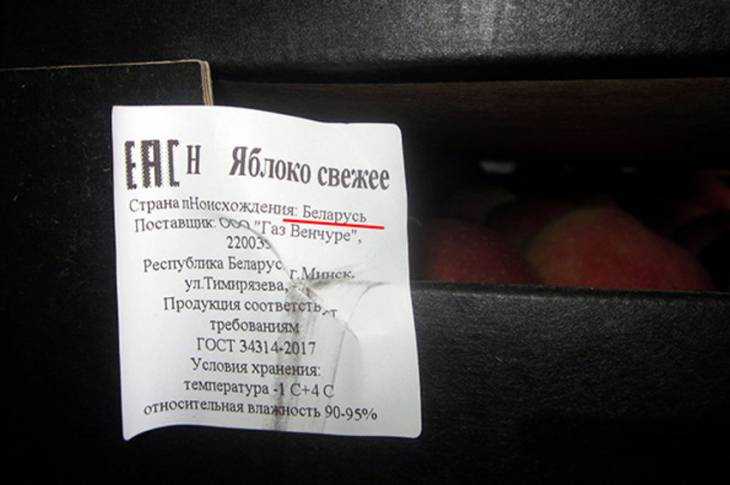 ЕАС Н Яблоко свежее
Страна пНоисхождения: Беларусь
Поставщик: ООО "Газ Венчуре",
220035
Республика Беларус г.Минск,
ул.Тимирязева,
Продукция соответств
требованиям
ГОСТ 34314-2017
Условия хранения:
температура -1 С+4 С
относительная влажность 90-95%